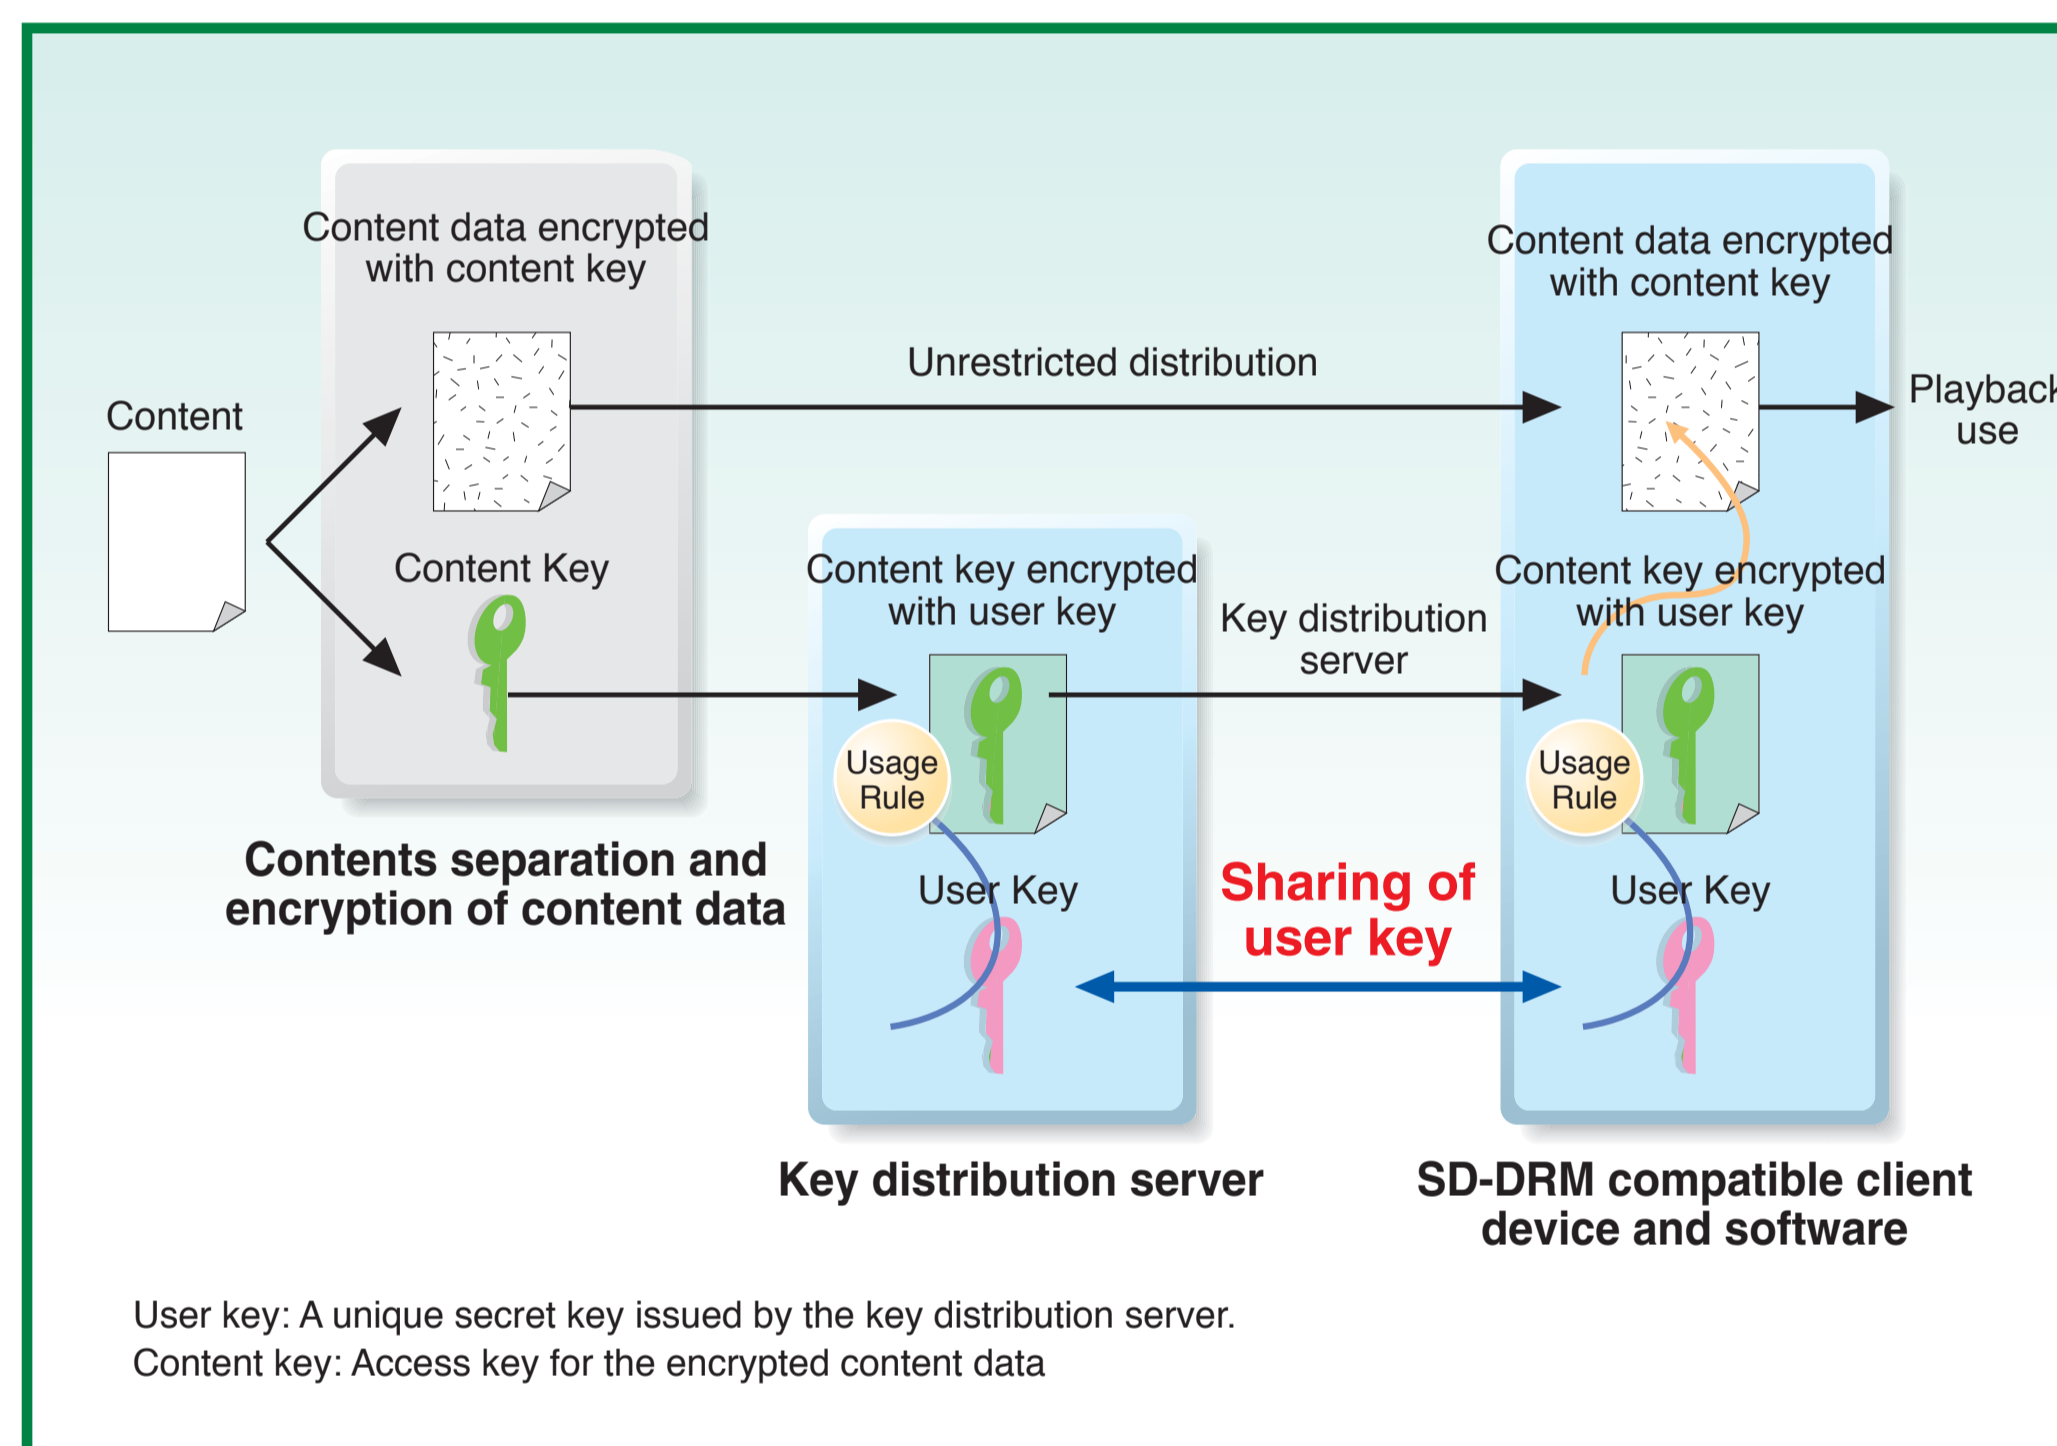 Content
Content data encrypted
with content key
Content Key
Contents separation and
encryption of content data
Unrestricted distribution
Content key encrypted
with user key
Usage
Rule
User Key
Key distribution server
Key distribution
server
Sharing of
user key
Content data encrypted
with content key
Playback
use
Content key encrypted
with user key
Usage
Rule
User Key
SD-DRM compatible client
device and software
User key: A unique secret key issued by the key distribution server.
Content key: Access key for the encrypted content data